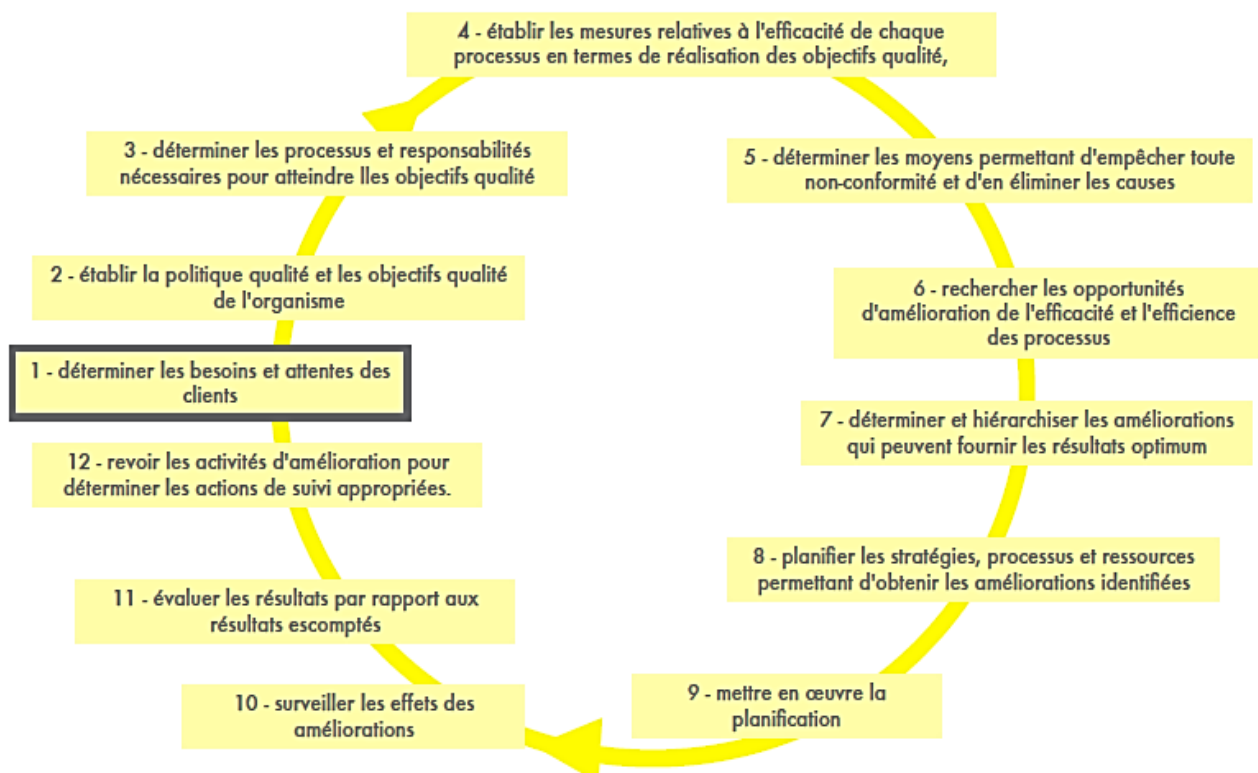 4 - établir les mesures relatives à l'efficacité de chaque
processus en termes de réalisation des objectifs qualité,
3 - déterminer les processus et responsabilités
nécessaires pour atteindre lles objectifs qualité
5 - déterminer les moyens permettant d'empêcher toute
non-conformité et d'en éliminer les causes
2 - établir la politique qualité et les objectifs qualité
de l'organisme
6 - rechercher les opportunités
d'amélioration de l'efficacité et l'efficience
des processus
1 - déterminer les besoins et attentes des
clients
7 - déterminer et hiérarchiser les améliorations
qui peuvent fournir les résultats optimum
12 - revoir les activités d'amélioration pour
déterminer les actions de suivi appropriées.
8 - planifier les stratégies, processus et ressources
permettant d'obtenir les améliorations identifiées
11 - évaluer les résultats par rapport aux
résultats escomptés
9 - mettre en œuvre la
planification
10 - surveiller les effets des
améliorations